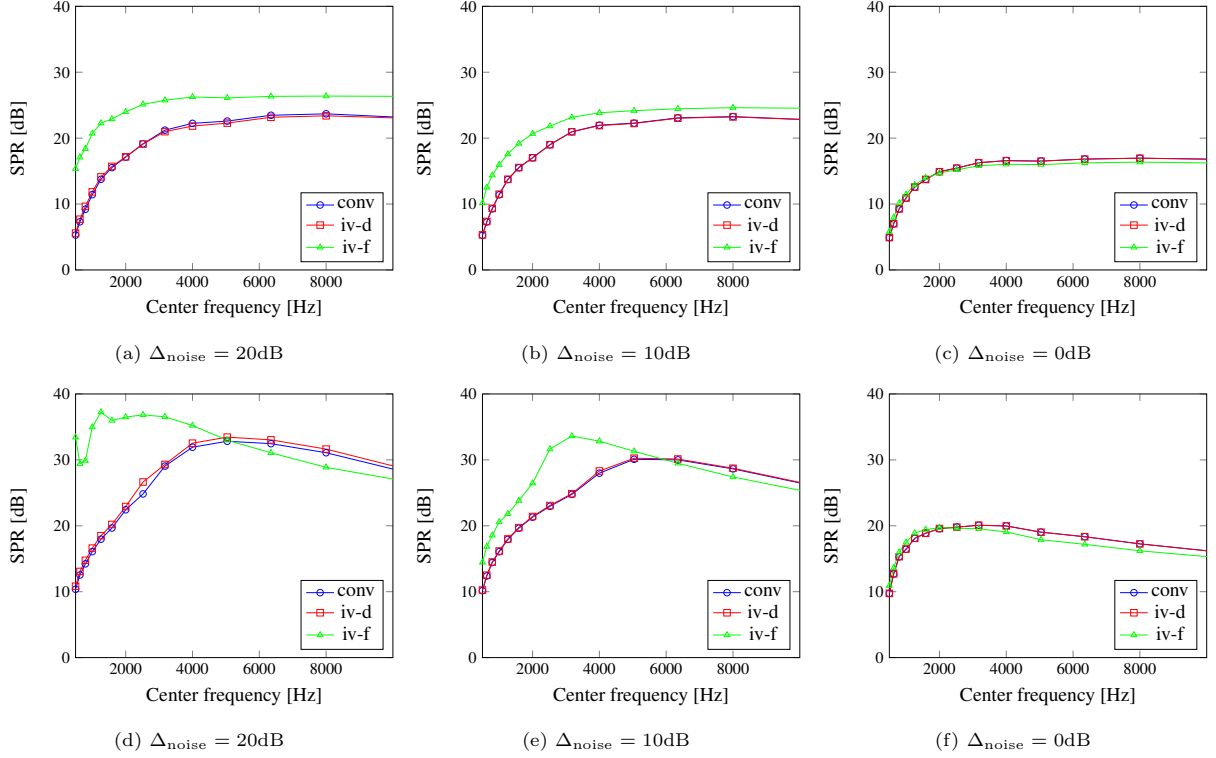 40
30
20
10
0
SPR [dB]
2000 4000 6000 8000
Center frequency [Hz]
conv
iv-d
iv-f
(a) Δnoise = 20dB
40
30
20
10
0
SPR [dB]
2000 4000 6000 8000
Center frequency [Hz]
conv
iv-d
iv-f
(b) Δnoise = 10dB
40
30
20
10
0
SPR [dB]
2000 4000 6000 8000
Center frequency [Hz]
conv
iv-d
iv-f
(c) Δnoise = 0dB
40
30
20
10
0
SPR [dB]
2000 4000 6000 8000
Center frequency [Hz]
conv
iv-d
iv-f
(d) Δnoise = 20dB
40
30
20
10
0
SPR [dB]
2000 4000 6000 8000
Center frequency [Hz]
conv
iv-d
iv-f
(e) Δnoise = 10dB
40
30
20
10
0
SPR [dB]
2000 4000 6000 8000
Center frequency [Hz]
conv
iv-d
iv-f
(f) Δnoise = 0dB